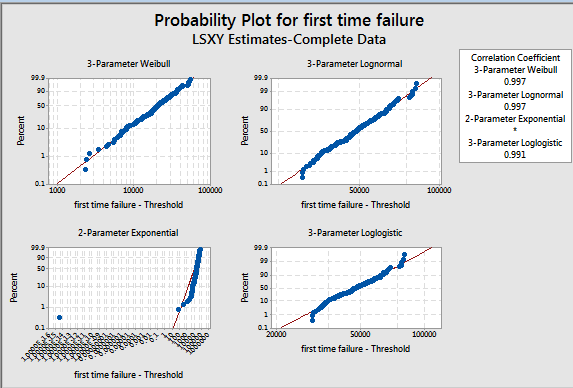 Probability Plot for first time failure
LSXY Estimates-Complete Data
3-Parameter Weibull
99.9
90
50
10
1
0.1
Percent
1000
10000
100000
first time failure - Threshold
3-Parameter Lognormal
99.9
99
90
50
10
1
0.1
Percent
50000
100000
first time failure - Threshold
Correlation Coefficient
3-Parameter Weibull
0.997
3-Parameter Lognormal
0.997
2-Parameter Exponential
*
3-Parameter Loglogistic
0.991
2-Parameter Exponential
99.9
90
50
10
1
0.1
Percent
first time failure - Threshold
3-Parameter Loglogistic
99.9
99
90
50
10
1
0.1
Percent
20000
50000
100000
first time failure - Threshold